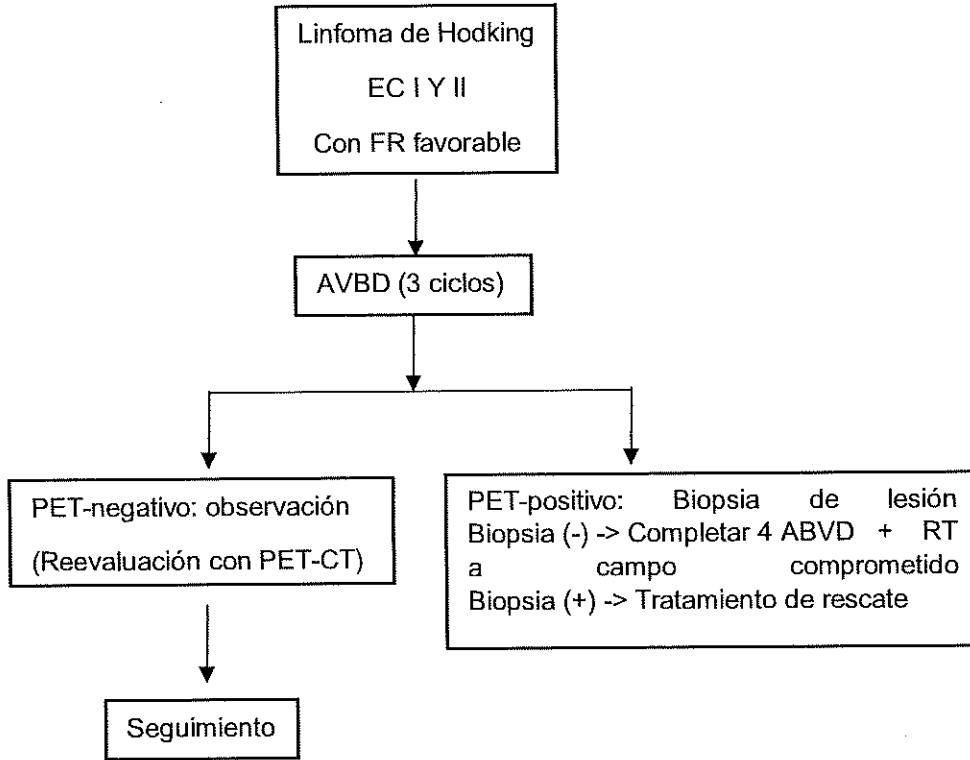 Linfoma de Hodking
EC I Y II
Con FR favorable
AVBD (3 ciclos)
PET-negativo: observación
(Reevaluación con PET-CT)
PET-positivo: Biopsia de lesión
Biopsia (-) -> Completar 4 ABVD + RT
a campo comprometido
Biopsia (+) -> Tratamiento de rescate
Seguimiento